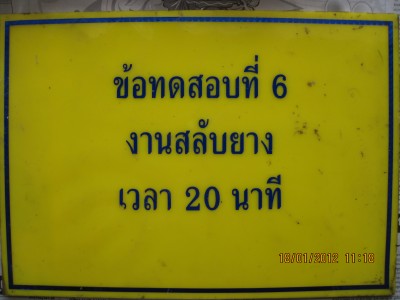 ข้อทดสอบที่ 6
งานสลับยาง
เวลา 20 นาที
18/01/2012 11:18